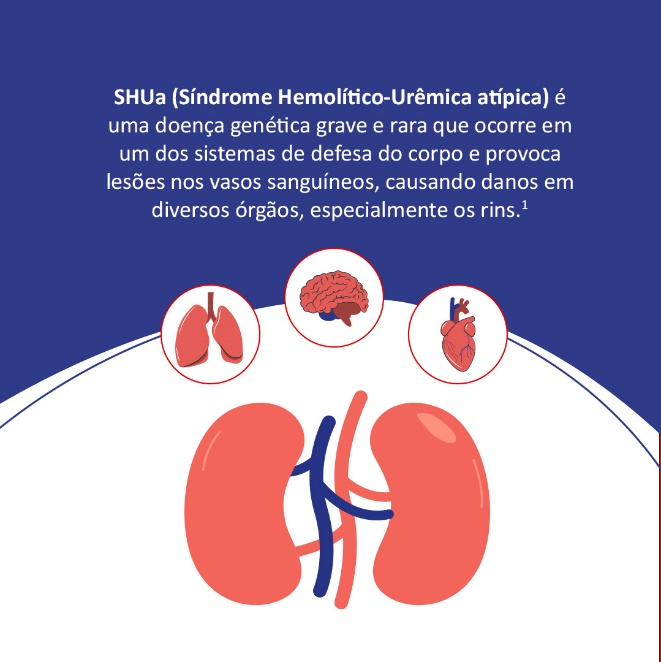 SHUa (Síndrome Hemolítico-Urêmica atípica) é
uma doença genética grave e rara que ocorre em
um dos sistemas de defesa do corpo e provoca
lesões nos vasos sanguíneos, causando danos em
diversos órgãos, especialmente os rins.¹